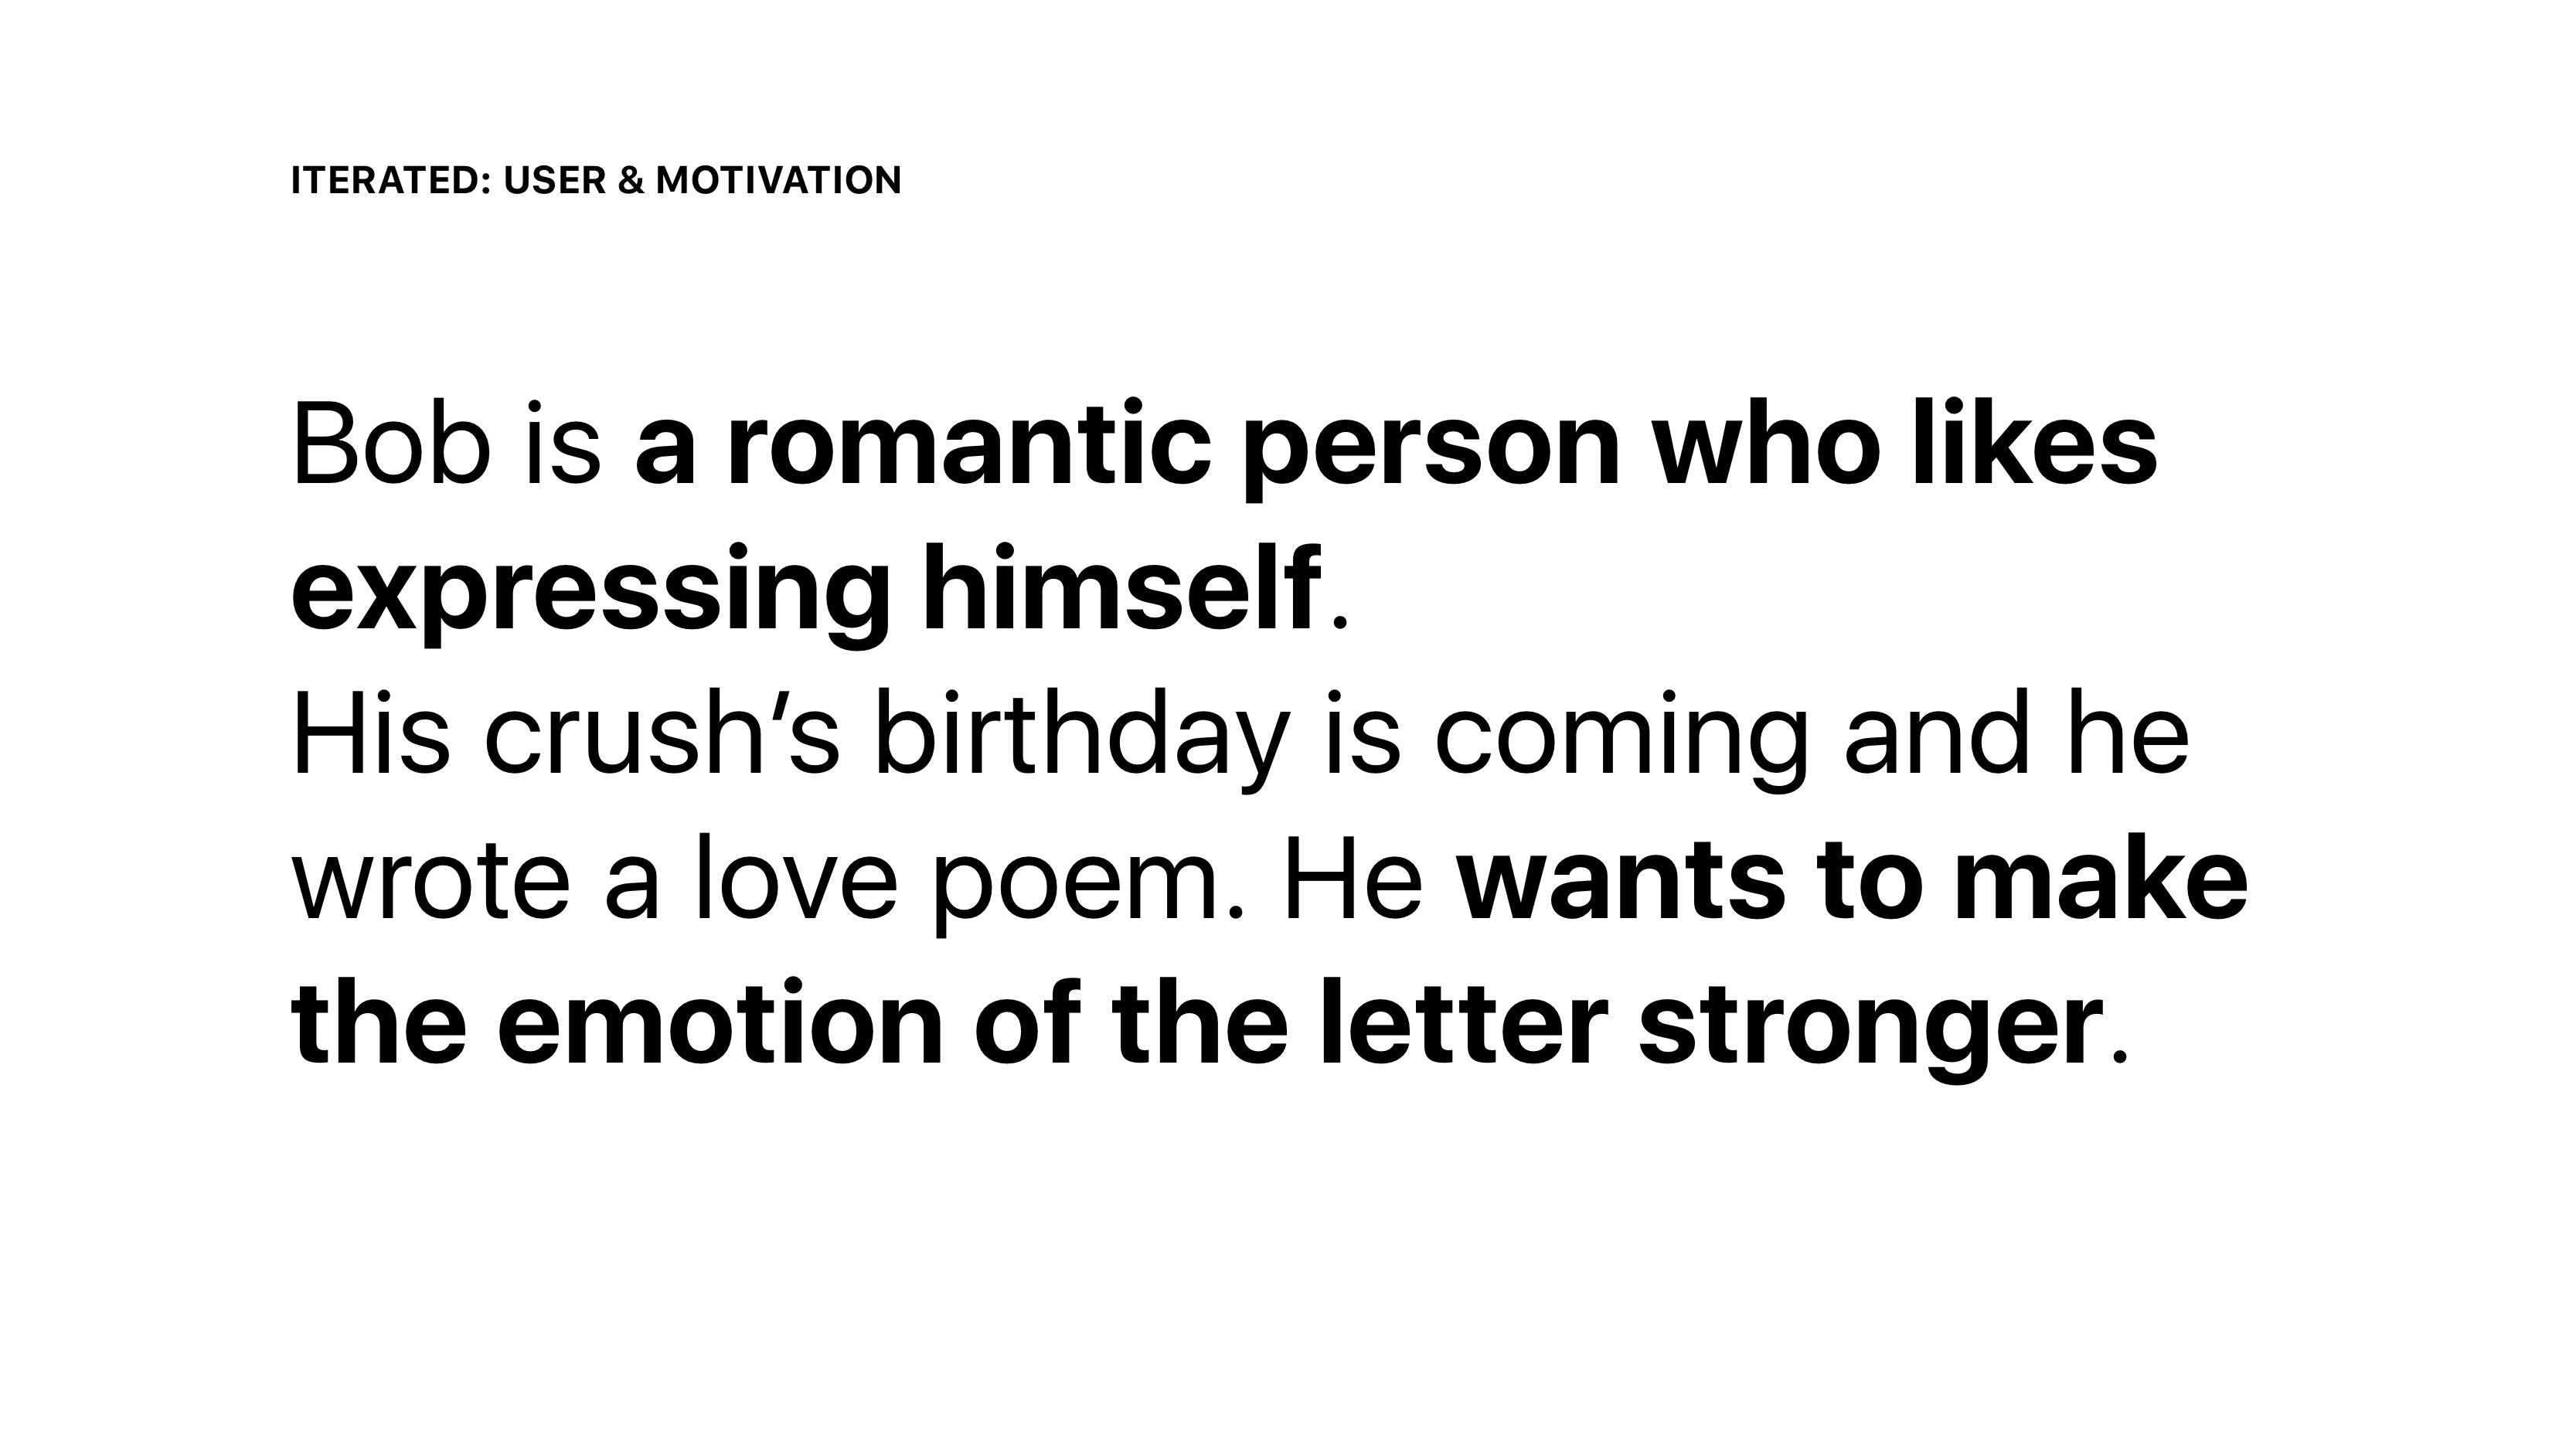 ITERATED: USER & MOTIVATION
Bob is a romantic person who likes
expressing himself.
His crush’s birthday is coming and he
wrote a love poem. He wants to make
the emotion of the letter stronger.